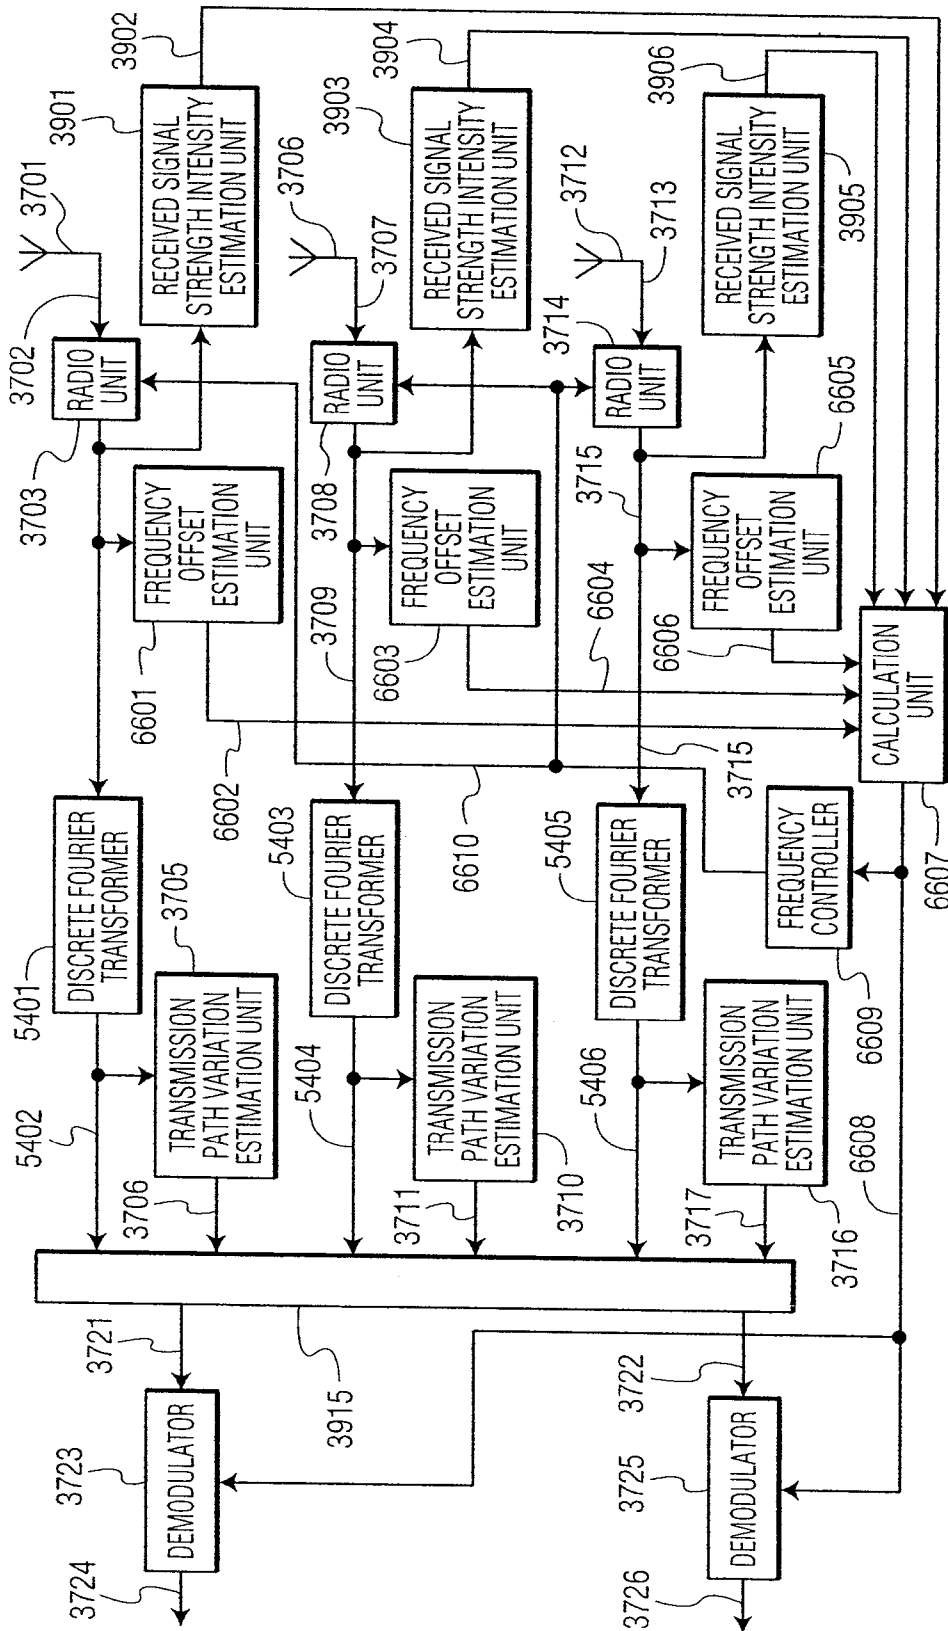 3901
3902
3701
RECEIVED SIGNAL
STRENGTH INTENSITY
ESTIMATION UNIT
3702
RADIO
UNIT
3703
FREQUENCY
OFFSET
ESTIMATION
UNIT
6601
6602
5401
DISCRETE FOURIER
TRANSFORMER
5402
3705
TRANSMISSION
PATH VARIATION
ESTIMATION UNIT
3706
3904
3903
3706
RECEIVED SIGNAL
STRENGTH INTENSITY
ESTIMATION UNIT
3707
RADIO
UNIT
3708
3709
FREQUENCY
OFFSET
ESTIMATION
UNIT
6603
6604
6610
5403
DISCRETE FOURIER
TRANSFORMER
5404
TRANSMISSION
PATH VARIATION
ESTIMATION UNIT
3710
3711
3906
3905
3712
3713
RECEIVED SIGNAL
STRENGTH INTENSITY
ESTIMATION UNIT
3714
RADIO
UNIT
3715
6605
FREQUENCY
OFFSET
ESTIMATION
UNIT
6606
3715
5405
DISCRETE FOURIER
TRANSFORMER
5406
TRANSMISSION
PATH VARIATION
ESTIMATION UNIT
3716
3717
CALCULATION
UNIT
6607
FREQUENCY
CONTROLLER
6609
6608
3915
3721
3723
DEMODULATOR
3724
3722
3725
DEMODULATOR
3726